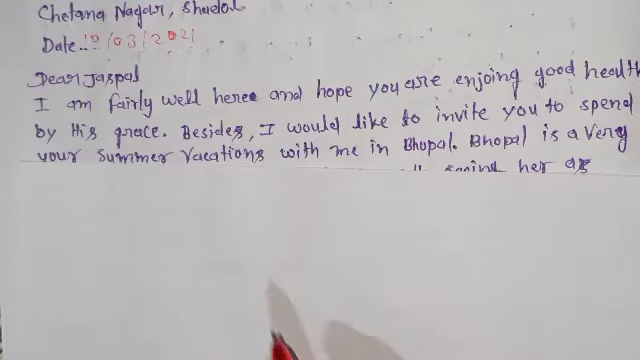 Chetana Nagar, Shadol
Date..10/03/2021
Dear Jaspal
I am fairly well here and hope you are enjoing good health
by His grace. Besides, I would like to invite you to spend
your Summer Vacations with me in Bhopal. Bhopal is a very
her as